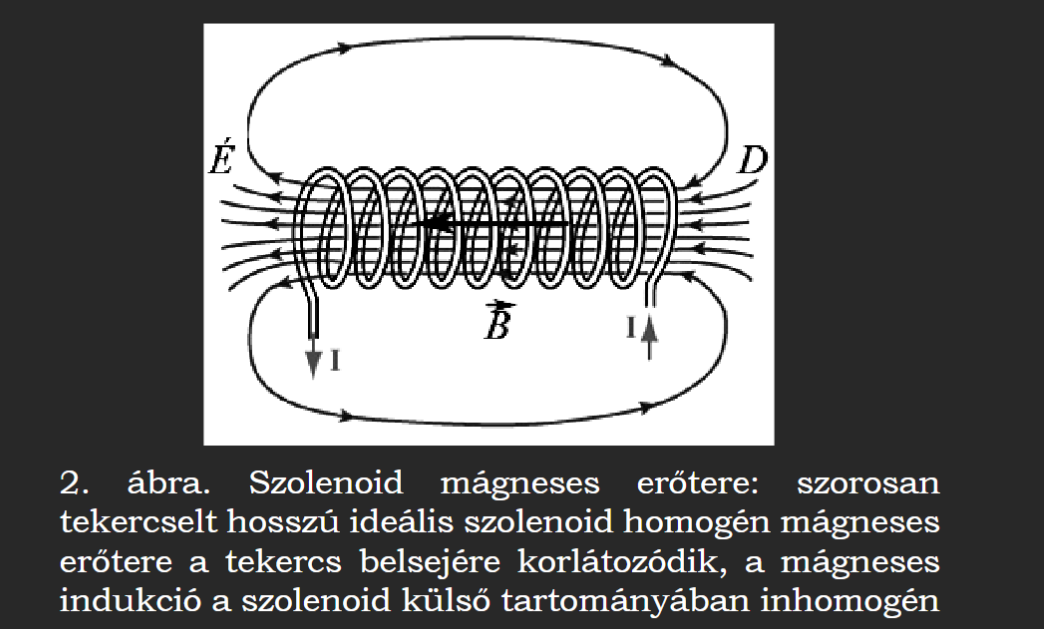 É
D
B
I
I
2. ábra. Szolenoid mágneses erőtere: szorosan
tekercselt hosszú ideális szolenoid homogén mágneses
erőtere a tekercs belsejére korlátozódik, a mágneses
indukció a szolenoid külső tartományában inhomogén